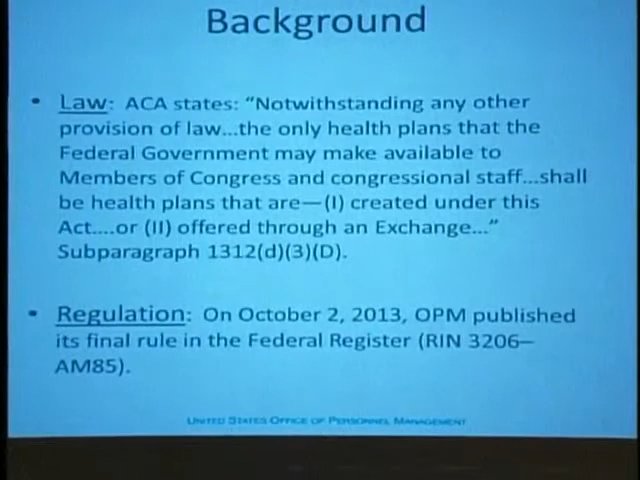 Background
• Law: ACA states: “Notwithstanding any other
provision of law...the only health plans that the
Federal Government may make available to
Members of Congress and congressional staff...shall
be health plans that are—(I) created under this
Act....or (II) offered through an Exchange...”
Subparagraph 1312(d)(3)(D).
• Regulation: On October 2, 2013, OPM published
its final rule in the Federal Register (RIN 3206–
AM85).
UNITED STATES OFFICE OF PERSONNEL MANAGEMENT